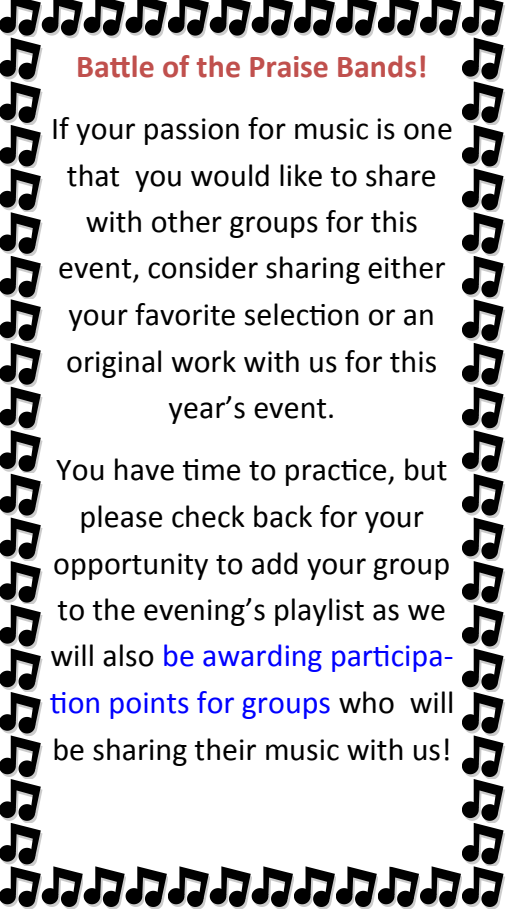 Battle of the Praise Bands!
If your passion for music is one
that  you would like to share
with other groups for this
event, consider sharing either
your favorite selection or an
original work with us for this
year’s event.
You have time to practice, but
please check back for your
opportunity to add your group
to the evening’s playlist as we
will also be awarding participa-
tion points for groups who  will
be sharing their music with us!